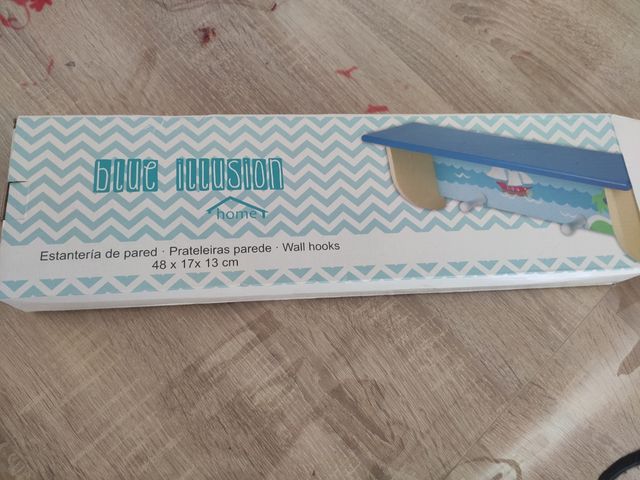 blue illusion
home
Estantería de pared · Prateleiras parede · Wall hooks
48 x 17x 13 cm